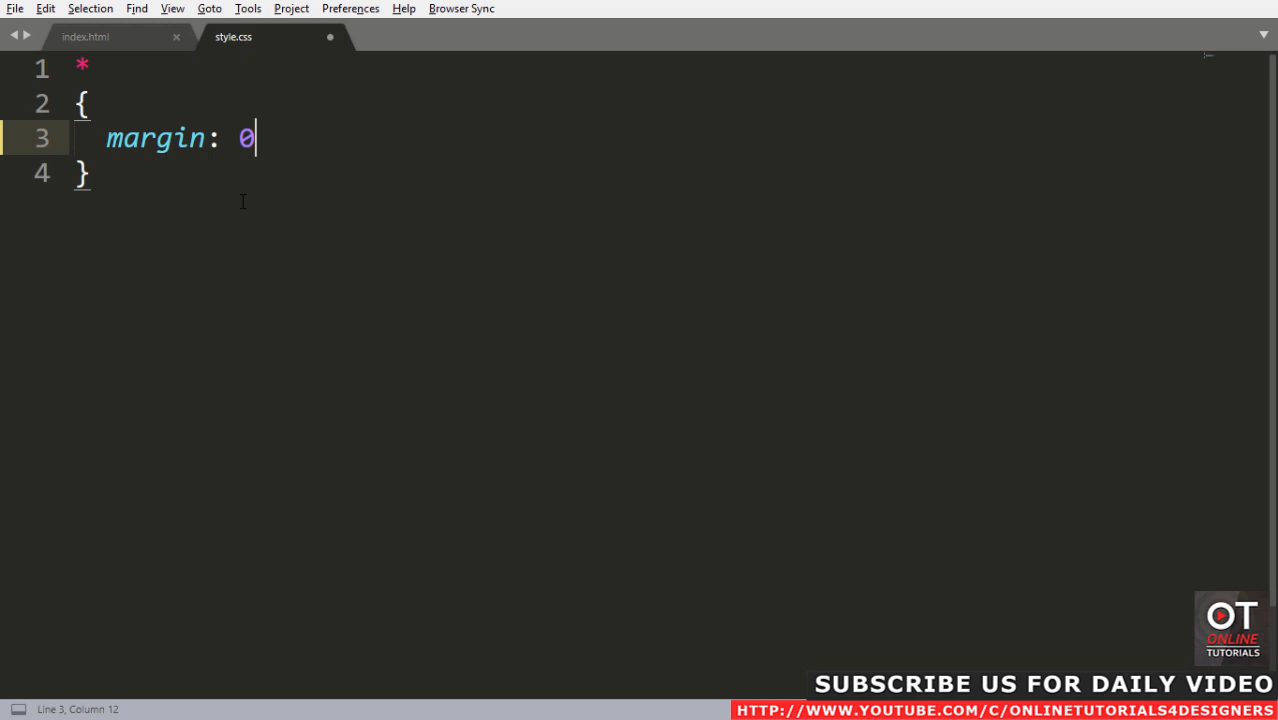 File Edit Selection Find View Goto Tools Project Preferences Help Browser Sync
index.html × style.css
1 *
2 {
3 margin: 0
4 }
OT
ONLINE
TUTORIALS
SUBSCRIBE US FOR DAILY VIDEO
Line 3, Column 12
HTTP://WWW.YOUTUBE.COM/C/ONLINETUTORIALS4DESIGNERS